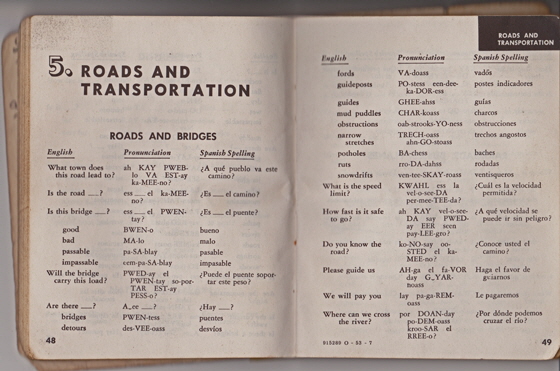 5. ROADS AND
TRANSPORTATION
ROADS AND BRIDGES
English Pronunciation Spanish Spelling
What town does this road lead to? ah KAY PWEB-lo VA EST-ay ka-MEE-no? ¿A qué pueblo va este camino?
Is the road __? ess __ el ka-MEE-no? ¿Es __ el camino?
Is this bridge __? ess __ el PWEN-tay? ¿Es __ el puente?
good BWEN-o bueno
bad MA-lo malo
passable pa-SA-blay pasable
impassable eem-pa-SA-blay impasable
Will the bridge carry this load? PWED-ay el PWEN-tay so-por-TAR EST-ay PESS-o? ¿Puede el puente soportar este peso?
Are there __? A_ee __? ¿Hay __?
bridges PWEN-tess puentes
detours des-VEE-oass desvíos
48
ROADS AND
TRANSPORTATION
English Pronunciation Spanish Spelling
fords VA-doass vados
guideposts PO-stess een-dee-ka-DOR-ess postes indicadores
guides GHEE-ahss guías
mud puddles CHAR-koass charcos
obstructions oab-strooks-YO-ness obstrucciones
narrow stretches TRECH-oass ahn-GO-stoass trechos angostos
potholes BA-chess baches
ruts rro-DA-dahss rodadas
snowdrifts ven-tee-SKAY-roass ventisqueros
What is the speed limit? KWAHL ess la vel-o-see-DA per-mee-TEE-da? ¿Cuál es la velocidad permitida?
How fast is it safe to go? ah KAY vel-o-see-DA say PWED-ay EER seen pay-LEE-gro? ¿A qué velocidad se puede ir sin peligro?
Do you know the road? ko-NO-say oo-STED el ka-MEE-no? ¿Conoce usted el camino?
Please guide us AH-ga el fa-VOR day G_YAR-noass Haga el favor de guiarnos
We will pay you lay pa-ga-REM-oass Le pagaremos
Where can we cross the river? por DOAN-day po-DEM-oass kroo-SAR el RREE-o? ¿Por dónde podemos cruzar el río?
915289 O - 53 - 7
49